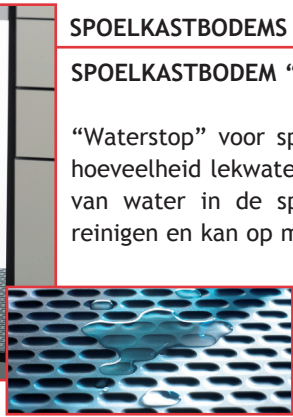 SPOELKASTBODEMS
SPOELKASTBODEM “
“Waterstop” voor
hoeveelheid
van water in de
reinigen en kan op